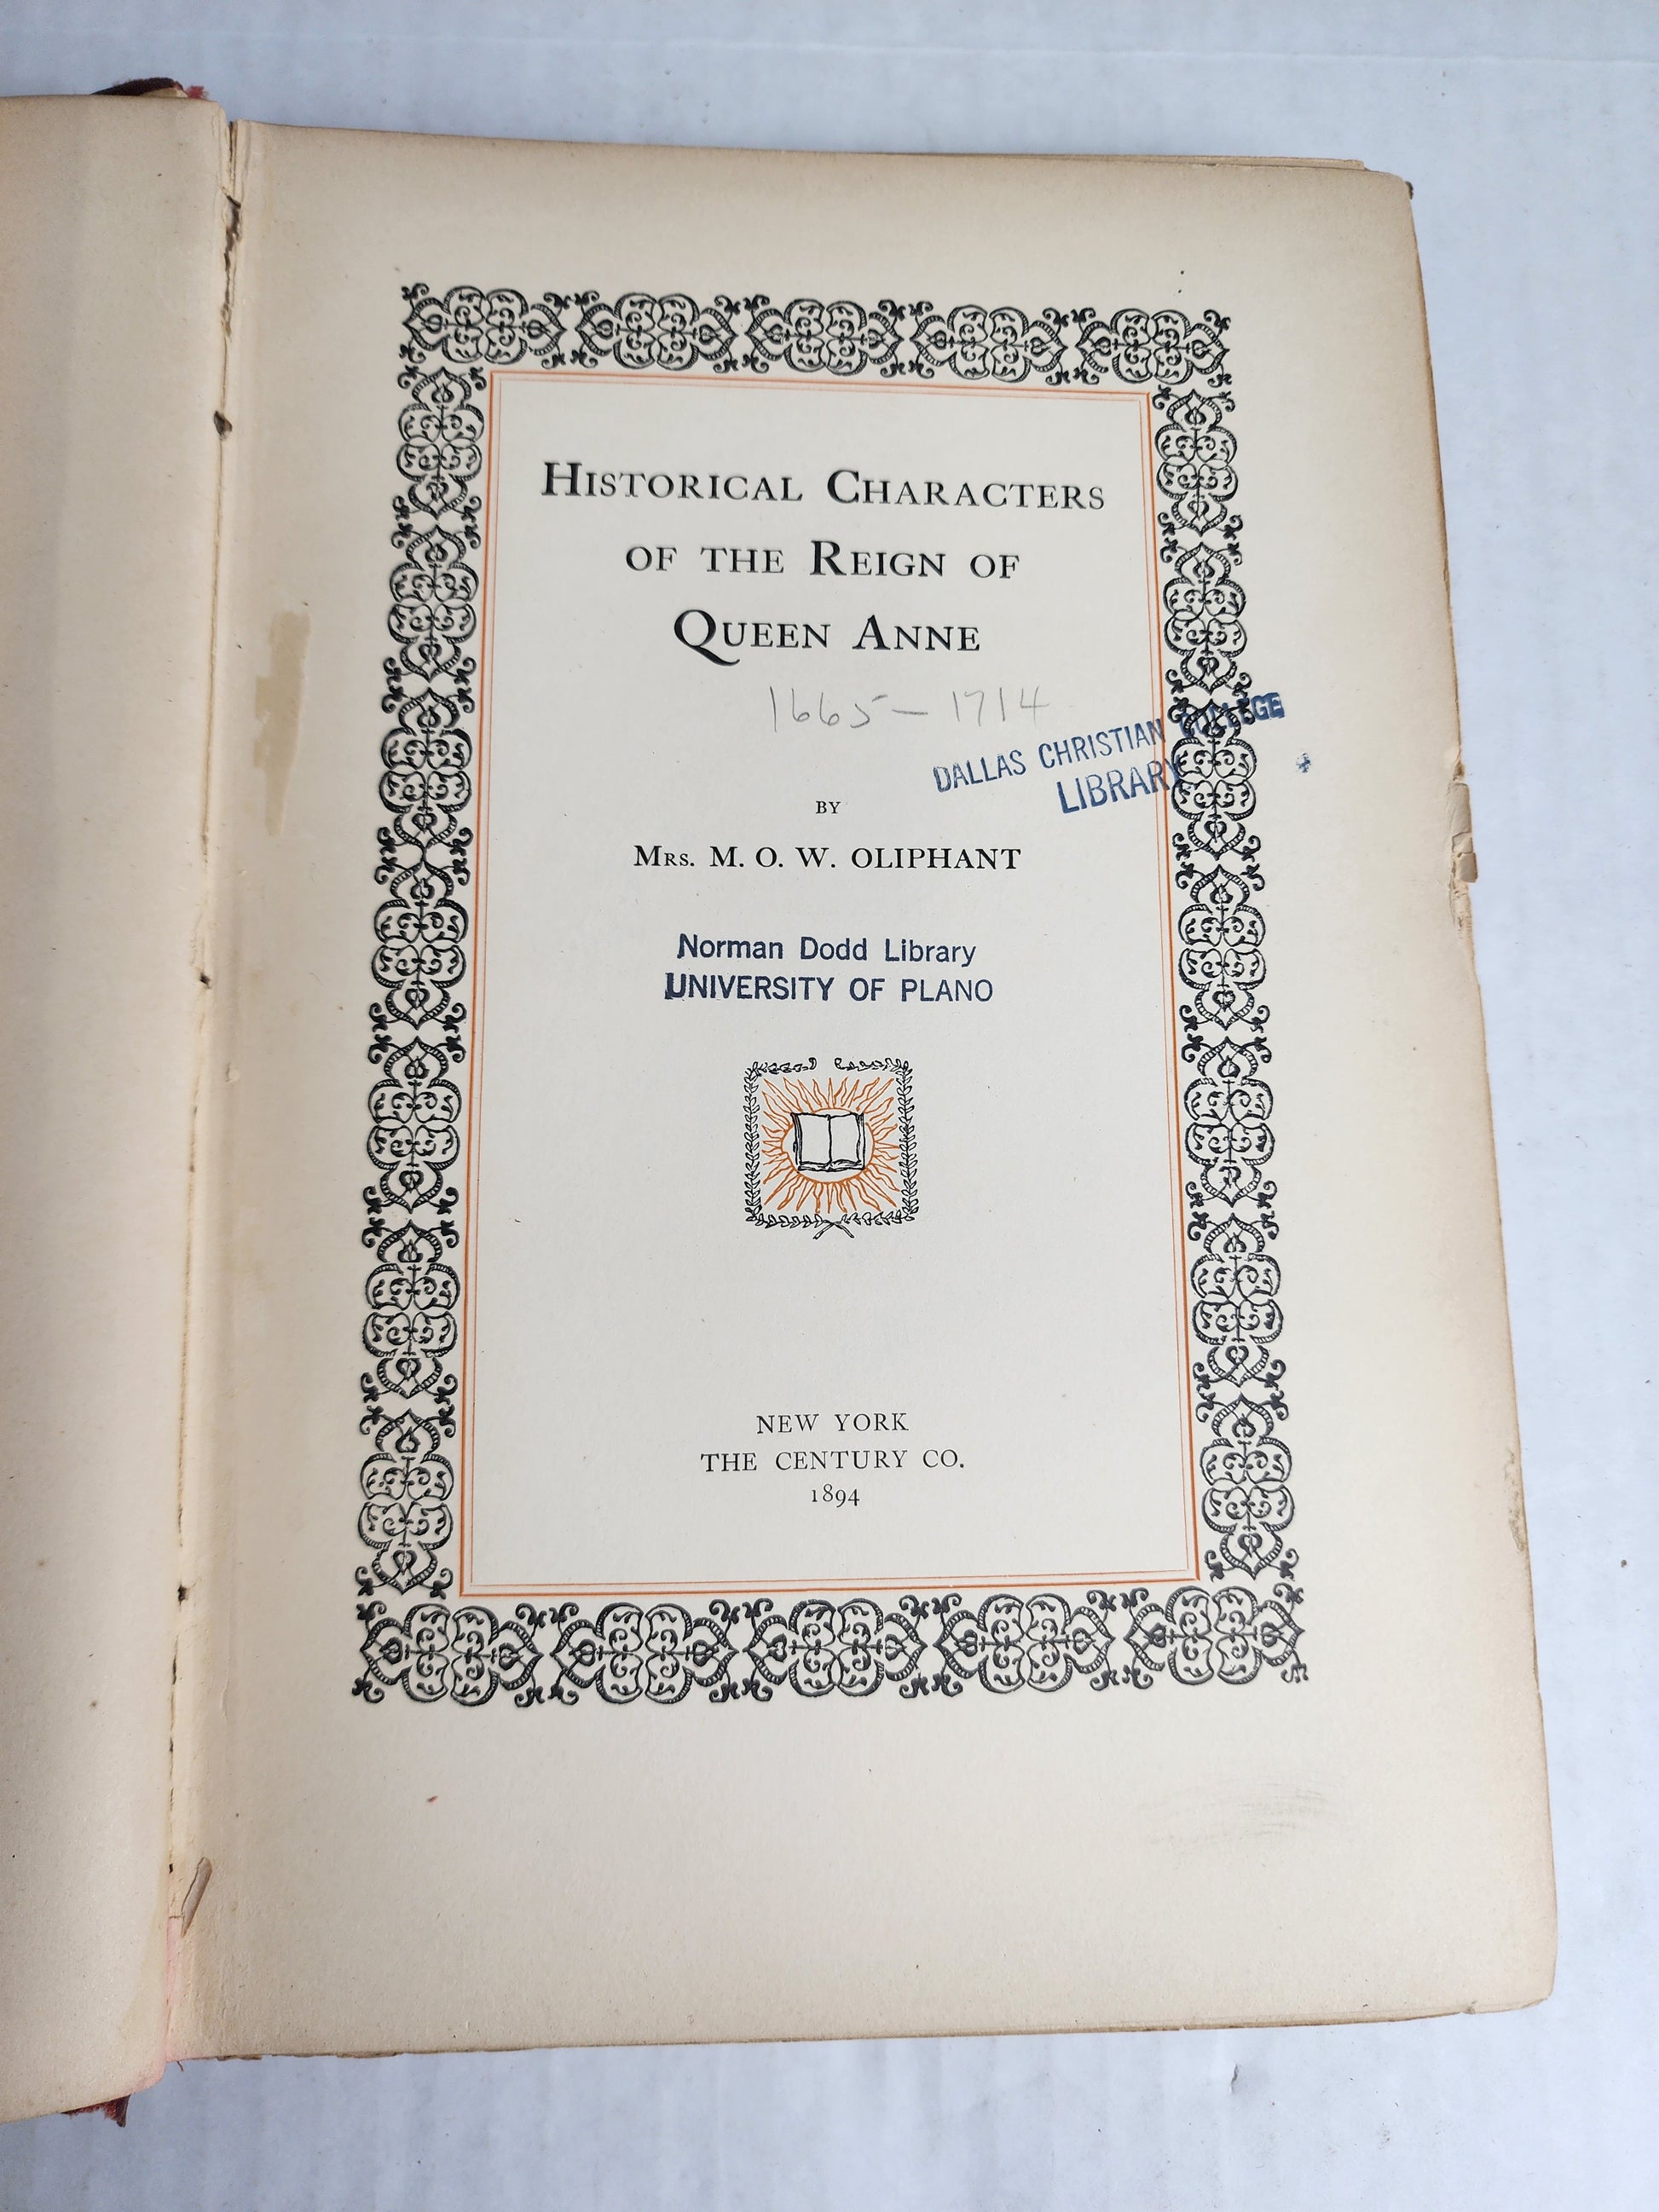 HISTORICAL CHARACTERS
OF THE REIGN OF
QUEEN ANNE
1665-1714
DALLAS CHRISTIAN COLLEGE
LIBRARY
BY
MRS. M. O. W. OLIPHANT
Norman Dodd Library
UNIVERSITY OF PLANO
NEW YORK
THE CENTURY CO.
1894